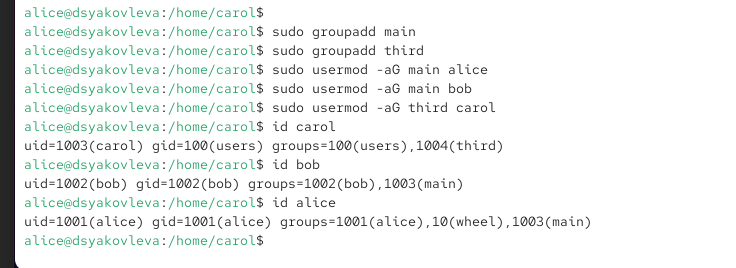 alice@dsyakovleva:/home/carol$
alice@dsyakovleva:/home/carol$ sudo groupadd main
alice@dsyakovleva:/home/carol$ sudo groupadd third
alice@dsyakovleva:/home/carol$ sudo usermod -aG main alice
alice@dsyakovleva:/home/carol$ sudo usermod -aG main bob
alice@dsyakovleva:/home/carol$ sudo usermod -aG third carol
alice@dsyakovleva:/home/carol$ id carol
uid=1003(carol) gid=100(users) groups=100(users),1004(third)
alice@dsyakovleva:/home/carol$ id bob
uid=1002(bob) gid=1002(bob) groups=1002(bob),1003(main)
alice@dsyakovleva:/home/carol$ id alice
uid=1001(alice) gid=1001(alice) groups=1001(alice),10(wheel),1003(main)
alice@dsyakovleva:/home/carol$